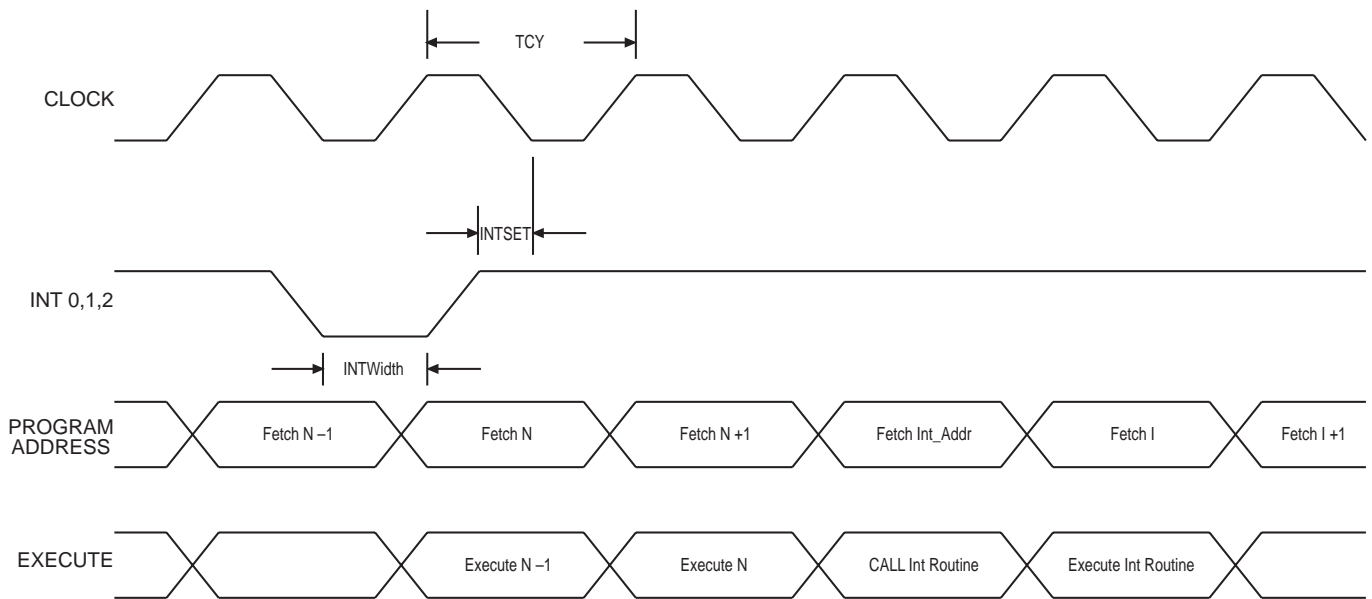 TCY
CLOCK
INTSET
INT 0,1,2
INTWidth
PROGRAM
ADDRESS
Fetch N –1
Fetch N
Fetch N +1
Fetch Int_Addr
Fetch I
Fetch I +1
EXECUTE
Execute N –1
Execute N
CALL Int Routine
Execute Int Routine